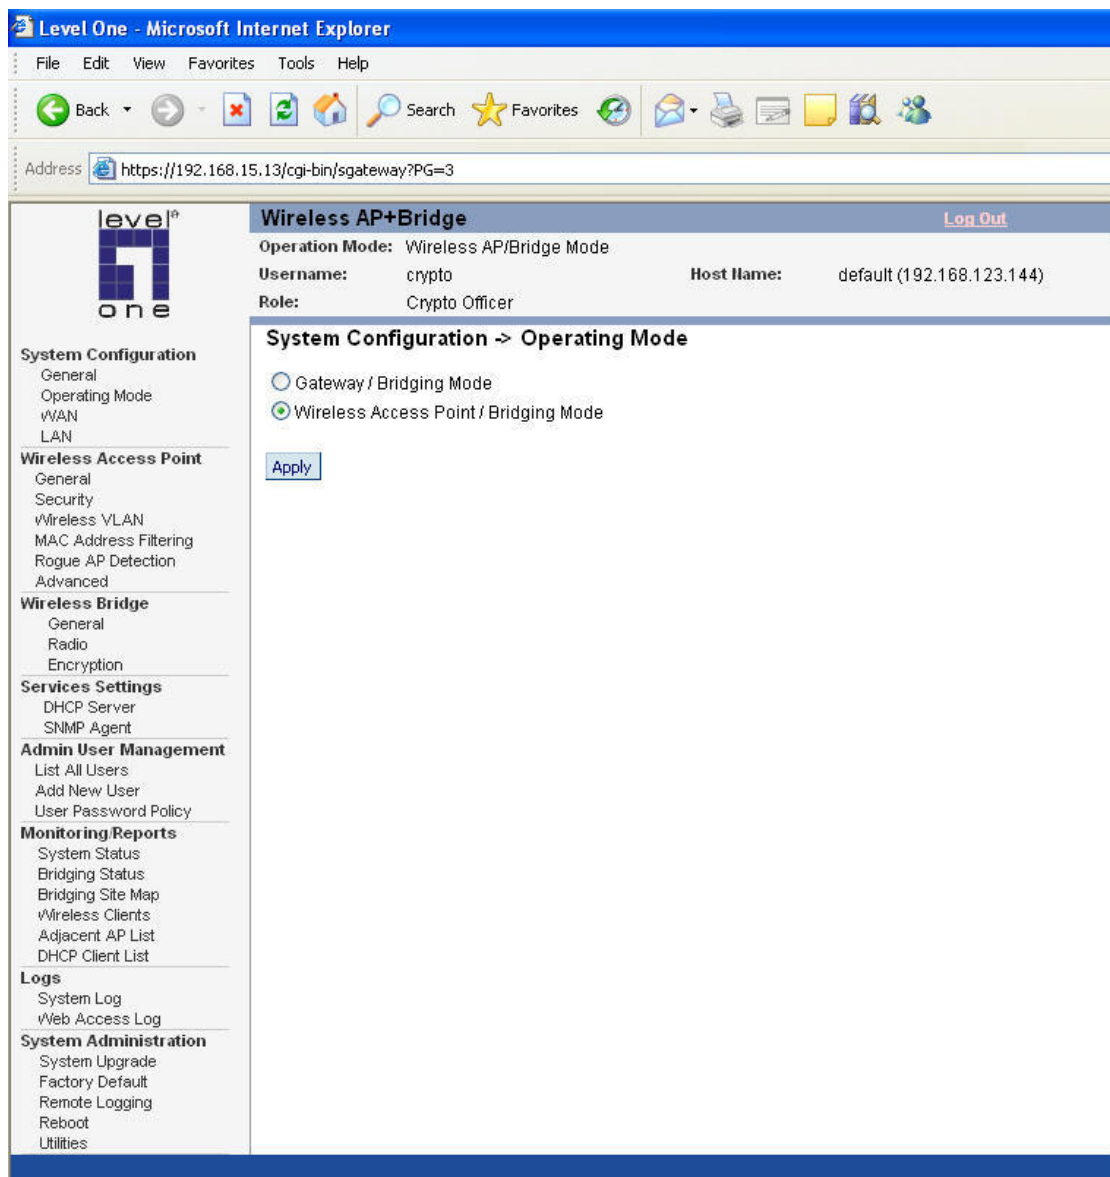 Level One - Microsoft Internet Explorer
File Edit View Favorites Tools Help
Back Search Favorites
Address https://192.168.15.13/cgi-bin/sgateway?PG=3
level®
one
Wireless AP+Bridge Log Out
Operation Mode: Wireless AP/Bridge Mode
Username: crypto Host Name: default (192.168.123.144)
Role: Crypto Officer
System Configuration -> Operating Mode
Gateway / Bridging Mode
Wireless Access Point / Bridging Mode
Apply
System Configuration
General
Operating Mode
WAN
LAN
Wireless Access Point
General
Security
Wireless VLAN
MAC Address Filtering
Rogue AP Detection
Advanced
Wireless Bridge
General
Radio
Encryption
Services Settings
DHCP Server
SNMP Agent
Admin User Management
List All Users
Add New User
User Password Policy
Monitoring/Reports
System Status
Bridging Status
Bridging Site Map
Wireless Clients
Adjacent AP List
DHCP Client List
Logs
System Log
Web Access Log
System Administration
System Upgrade
Factory Default
Remote Logging
Reboot
Utilities